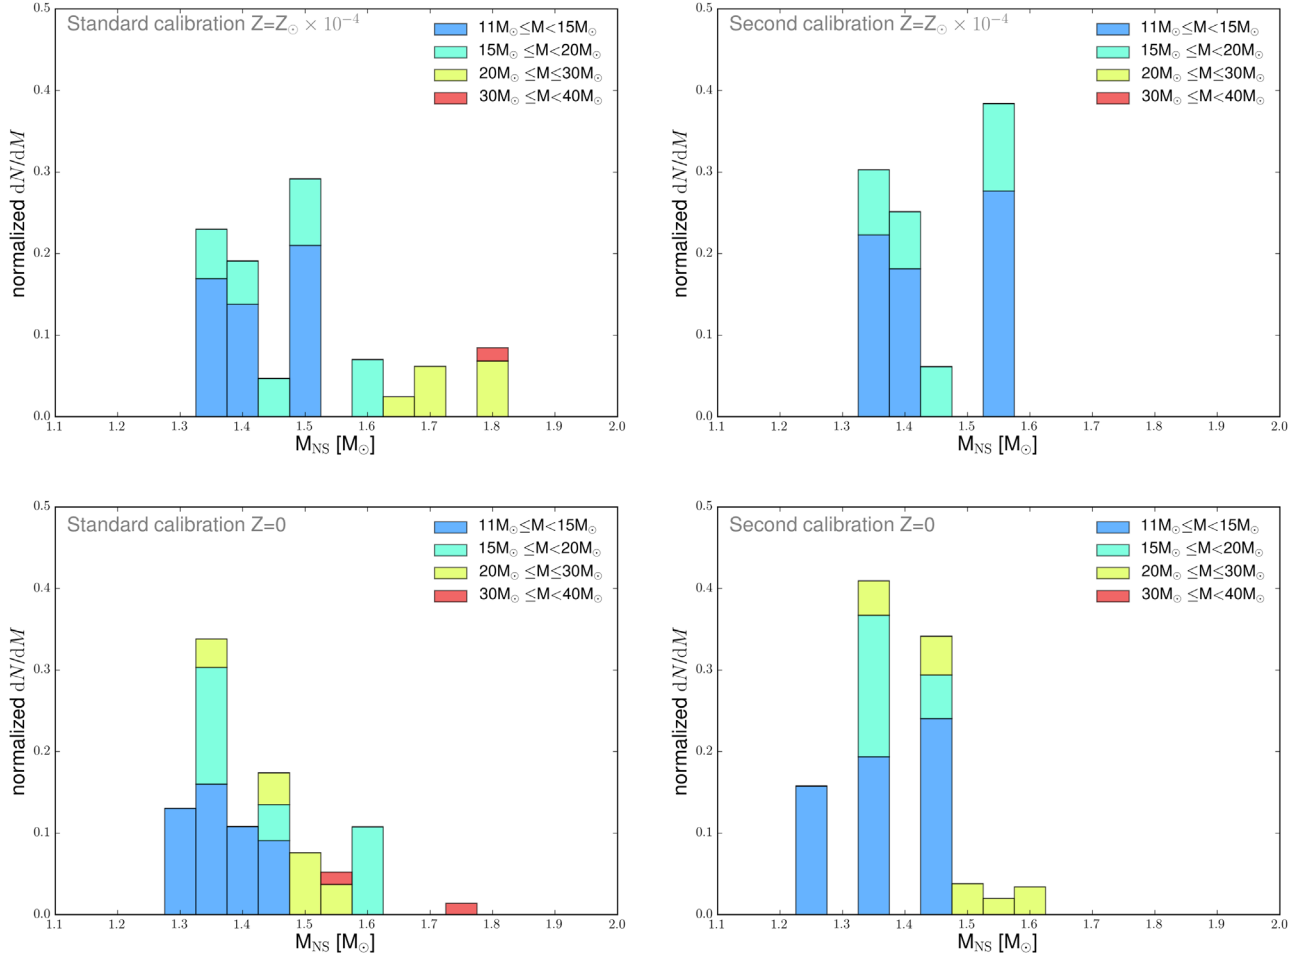 Standard calibration Z=Z⊙ × 10⁻⁴
11M⊙≤M<15M⊙
15M⊙ ≤M<20M⊙
20M⊙ ≤M≤30M⊙
30M⊙ ≤M<40M⊙
normalized dN/dM
0.5
0.4
0.3
0.2
0.1
0.0
1.1 1.2 1.3 1.4 1.5 1.6 1.7 1.8 1.9 2.0
M_NS [M⊙]
Second calibration Z=Z⊙ × 10⁻⁴
11M⊙≤M<15M⊙
15M⊙ ≤M<20M⊙
20M⊙ ≤M≤30M⊙
30M⊙ ≤M<40M⊙
normalized dN/dM
0.5
0.4
0.3
0.2
0.1
0.0
1.1 1.2 1.3 1.4 1.5 1.6 1.7 1.8 1.9 2.0
M_NS [M⊙]
Standard calibration Z=0
11M⊙≤M<15M⊙
15M⊙ ≤M<20M⊙
20M⊙ ≤M≤30M⊙
30M⊙ ≤M<40M⊙
normalized dN/dM
0.5
0.4
0.3
0.2
0.1
0.0
1.1 1.2 1.3 1.4 1.5 1.6 1.7 1.8 1.9 2.0
M_NS [M⊙]
Second calibration Z=0
11M⊙≤M<15M⊙
15M⊙ ≤M<20M⊙
20M⊙ ≤M≤30M⊙
30M⊙ ≤M<40M⊙
normalized dN/dM
0.5
0.4
0.3
0.2
0.1
0.0
1.1 1.2 1.3 1.4 1.5 1.6 1.7 1.8 1.9 2.0
M_NS [M⊙]